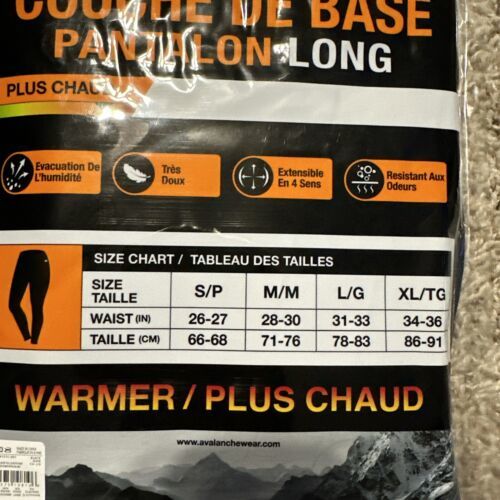 COUCHE DE BASE
PANTALON LONG
PLUS CHAUD
Evacuation De
L'humidité
Très
Doux
Extensible
En 4 Sens
Resistant Aux
Odeurs
SIZE CHART / TABLEAU DES TAILLES
SIZE
TAILLE S/P M/M L/G XL/TG
WAIST (IN) 26-27 28-30 31-33 34-36
TAILLE (CM) 66-68 71-76 78-83 86-91
WARMER / PLUS CHAUD
www.avalanchewear.com